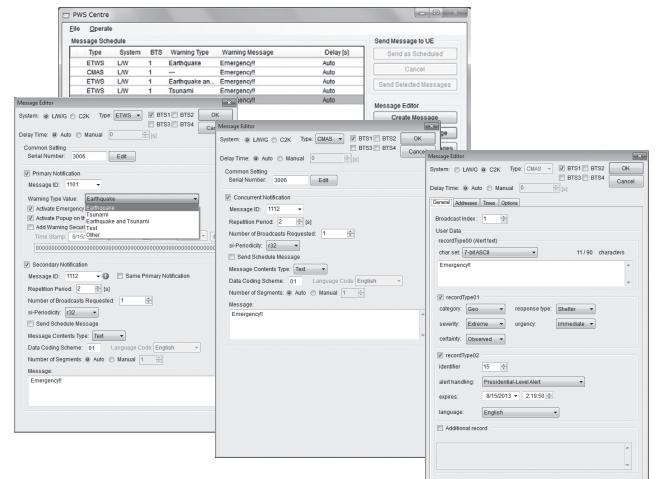 PWS Centre
File Operate
Message Schedule
Type System BTS Warning Type Warning Message Delay [s]
ETWS L/W 1 Earthquake Emergency!! Auto
CMAS L/W 1 --- Emergency!! Auto
ETWS L/W 1 Earthquake an... Emergency!! Auto
ETWS L/W 1 Tsunami Emergency!! Auto
Auto
Send Message to UE
Send as Scheduled
Cancel
Send Selected Messages
Message Editor
Create Message
Message Editor
System: L/W/G C2K Type: ETWS BTS1 BTS2 OK
BTS3 BTS4
Delay Time: Auto Manual 0 [s]
Common Setting
Serial Number: 3006 Edit
Primary Notification
Message ID: 1101
Warning Type Value: Earthquake
Earthquake
Tsunami
Earthquake and Tsunami
Test
Other
Activate Emergency
Activate Popup on th
Add Warning Secur
Time Stamp: 8/15/
Secondary Notification
Message ID: 1112 Same Primary Notification
Repetition Period: 2 [s]
Number of Broadcasts Requested: 1
si-Periodicity: r32
Send Schedule Message
Message Contents Type: Text
Data Coding Scheme: 01 Language Code: English
Number of Segments: Auto Manual 1
Message:
Emergency!!
Message Editor
System: L/W/G C2K Type: CMAS BTS1 BTS2 OK
BTS3 BTS4 Cancel
Delay Time: Auto Manual 0 [s]
Common Setting
Serial Number: 3006 Edit
Concurrent Notification
Message ID: 1112
Repetition Period: 2 [s]
Number of Broadcasts Requested: 1
si-Periodicity: r32
Send Schedule Message
Message Contents Type: Text
Data Coding Scheme: 01 Language Code: English
Number of Segments: Auto Manual 1
Message:
Emergency!!
Message Editor
System: L/W/G C2K Type: CMAS BTS1 BTS2 OK
BTS3 BTS4 Cancel
Delay Time: Auto Manual 0 [s]
General Addresses Times Options
Broadcast Index: 1
User Data
recordType00 (Alert text)
char set: 7-bit ASCII 11 / 90 characters
Emergency!!
recordType01
category: Geo response type: Shelter
severity: Extreme urgency: Immediate
certainty: Observed
recordType02
identifier 15
alert handling: Presidential-Level Alert
expires: 8/15/2013 2:19:50
language: English
Additional record